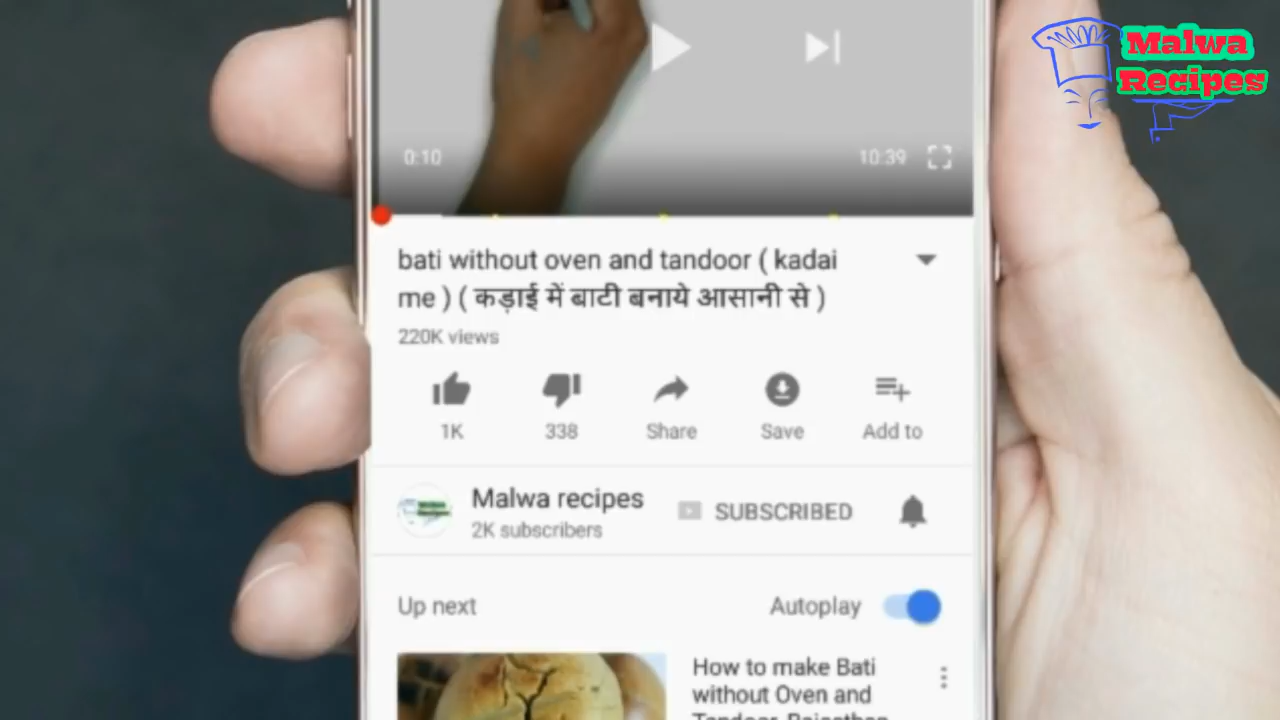 Malwa
Recipes
0:10
10:39
bati without oven and tandoor ( kadai
me ) ( कड़ाई में बाटी बनाये आसानी से )
220K views
1K
338
Share
Save
Add to
Malwa recipes
2K subscribers
SUBSCRIBED
Up next
Autoplay
How to make Bati
without Oven and
Tandoor, Rajasthan